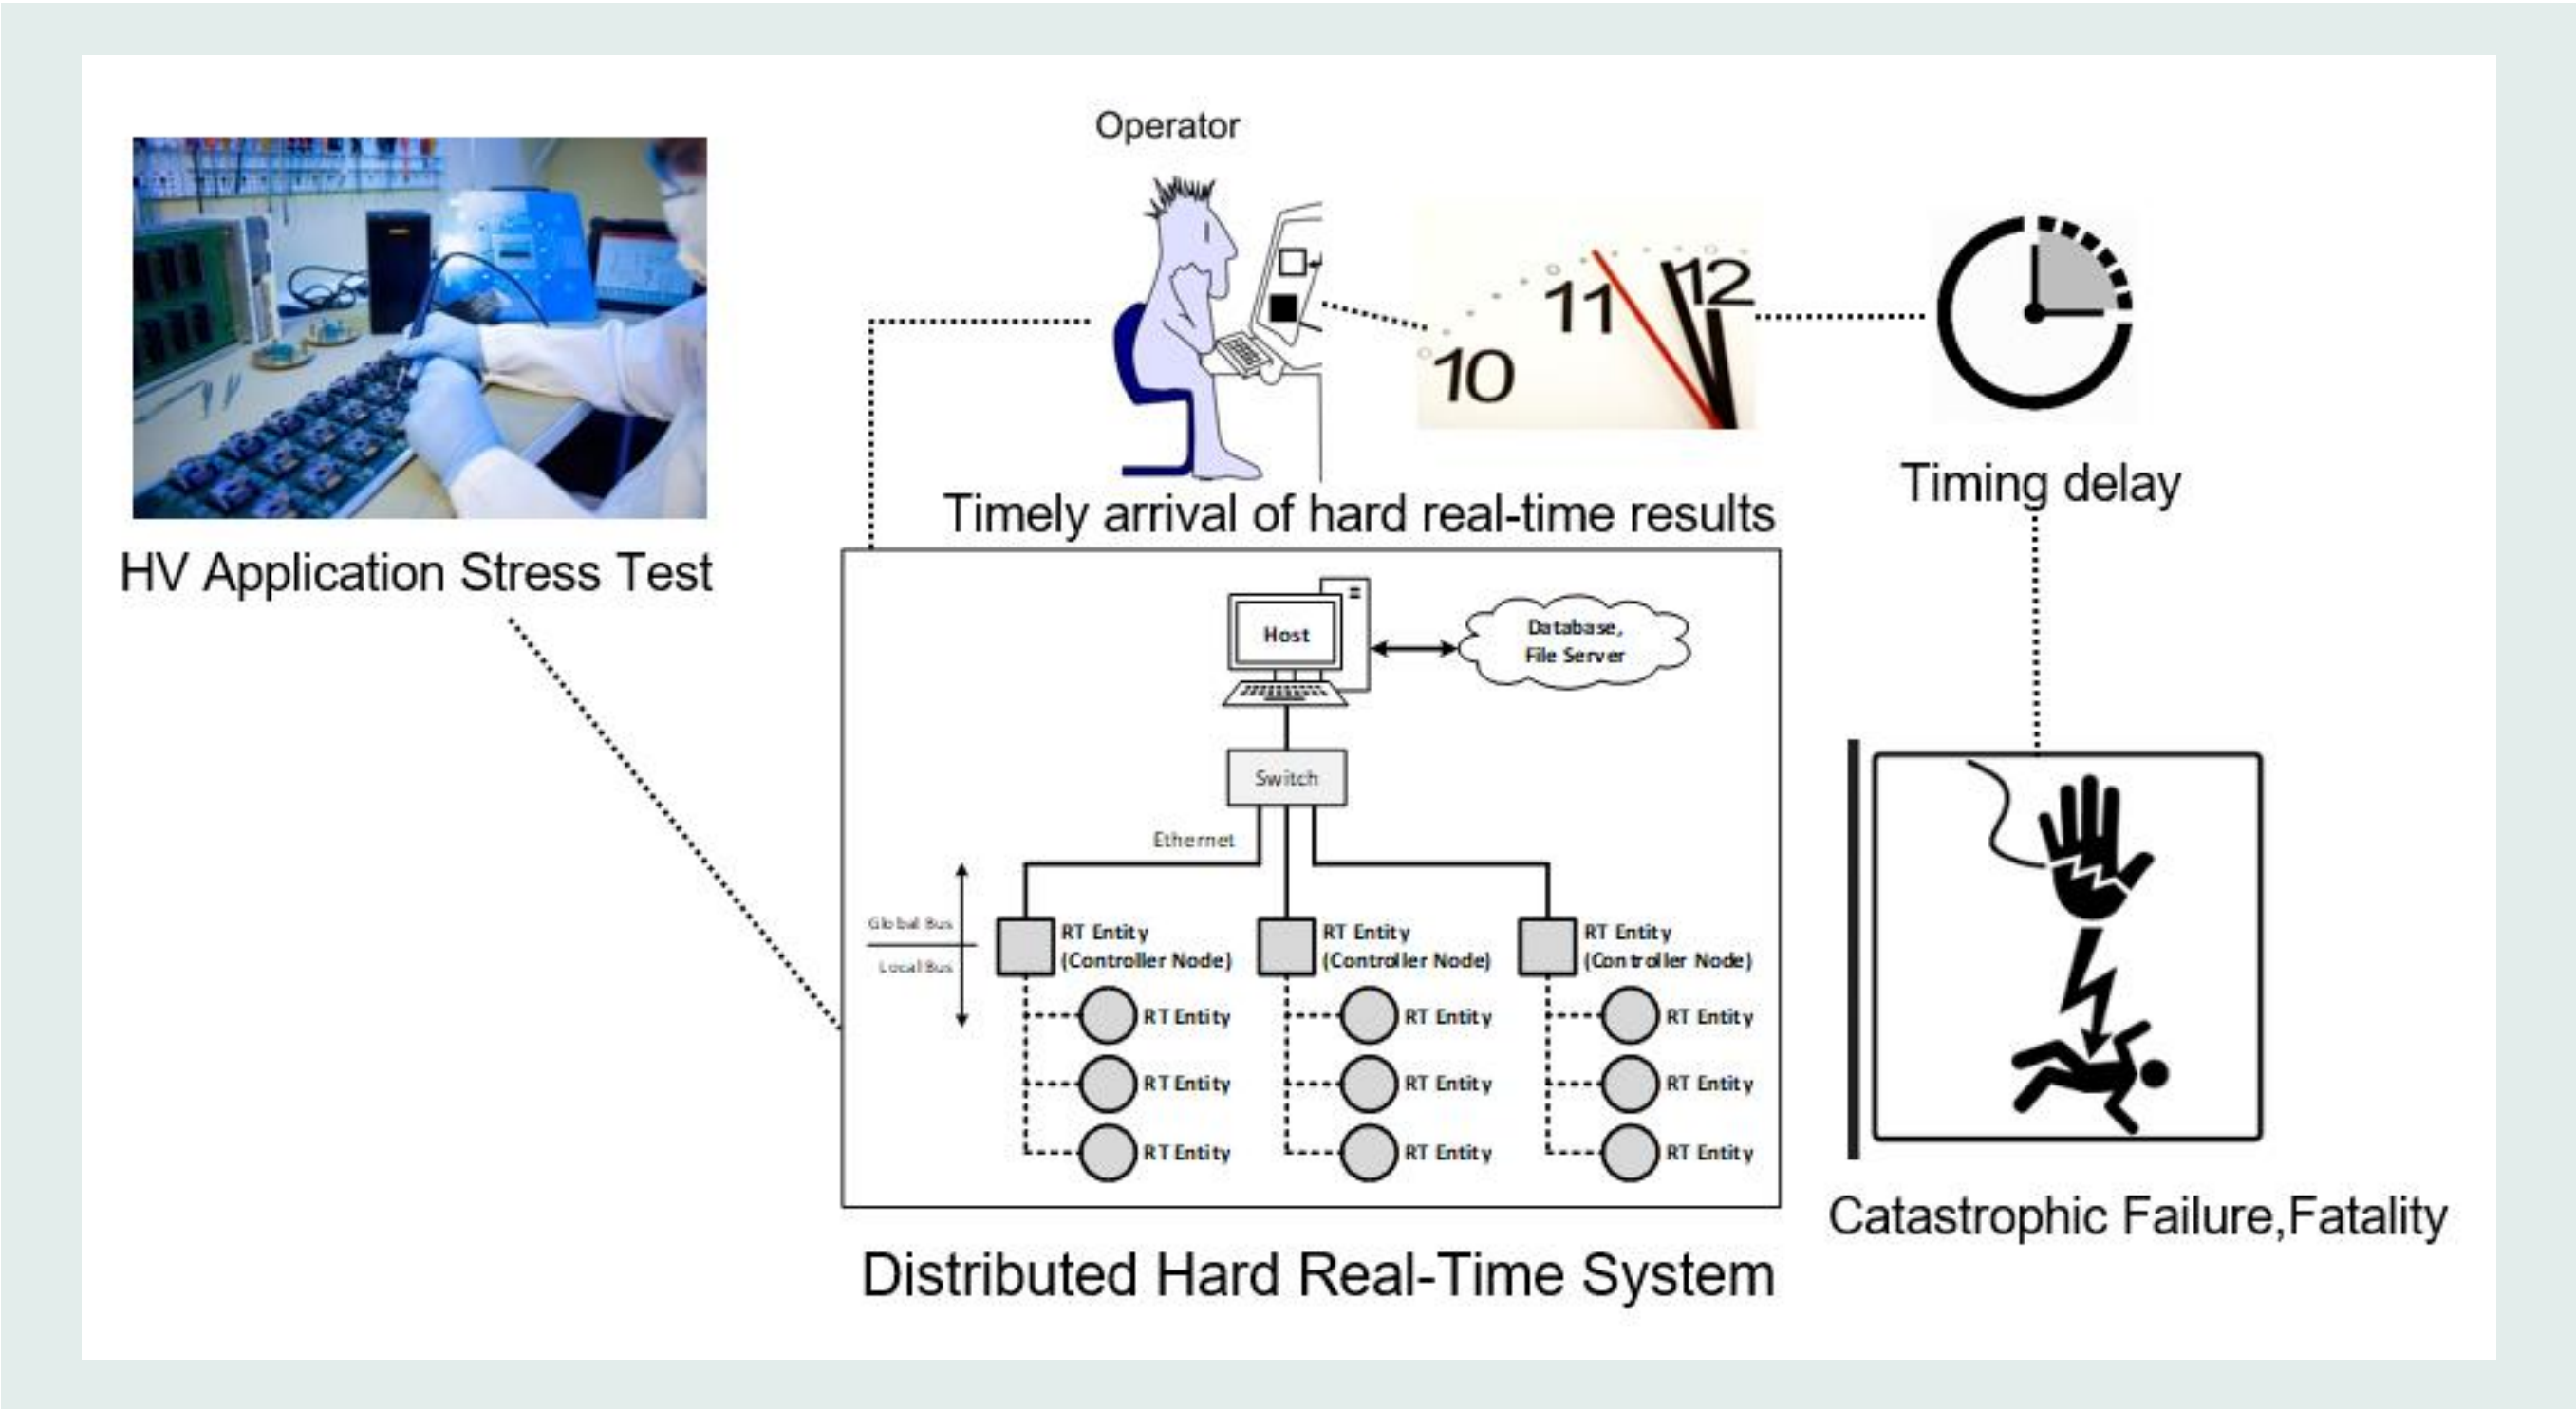 Operator
10
11
12
HV Application Stress Test
Timely arrival of hard real-time results
Timing delay
Host
Database,
File Server
Switch
Ethernet
Global Bus
Local Bus
RT Entity
(Controller Node)
RT Entity
(Controller Node)
RT Entity
(Controller Node)
RT Entity
RT Entity
RT Entity
RT Entity
RT Entity
RT Entity
RT Entity
RT Entity
RT Entity
Distributed Hard Real-Time System
Catastrophic Failure,Fatality